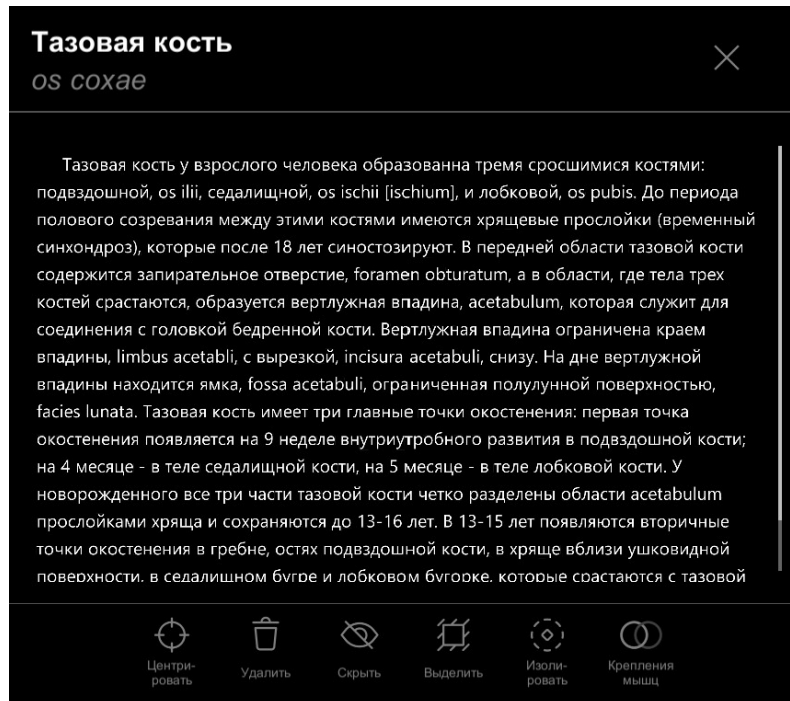 Тазовая кость
os coxae
Тазовая кость у взрослого человека образованна тремя сросшимися костями:
подвздошной, os ilii, седалищной, os ischii [ischium], и лобковой, os pubis. До периода
полового созревания между этими костями имеются хрящевые прослойки (временный
синхондроз), которые после 18 лет синостозируют. В передней области тазовой кости
содержится запирательное отверстие, foramen obturatum, а в области, где тела трех
костей срастаются, образуется вертлужная впадина, acetabulum, которая служит для
соединения с головкой бедренной кости. Вертлужная впадина ограничена краем
впадины, limbus acetabli, с вырезкой, incisura acetabuli, снизу. На дне вертлужной
впадины находится ямка, fossa acetabuli, ограниченная полулунной поверхностью,
facies lunata. Тазовая кость имеет три главные точки окостенения: первая точка
окостенения появляется на 9 неделе внутриутробного развития в подвздошной кости;
на 4 месяце - в теле седалищной кости, на 5 месяце - в теле лобковой кости. У
новорожденного все три части тазовой кости четко разделены области acetabulum
прослойками хряща и сохраняются до 13-16 лет. В 13-15 лет появляются вторичные
точки окостенения в гребне, остях подвздошной кости, в хряще вблизи ушковидной
поверхности, в седалищном бугре и лобковом бугорке, которые срастаются с тазовой
Центри-
ровать
Удалить
Скрыть
Выделить
Изоли-
ровать
Крепления
мышц